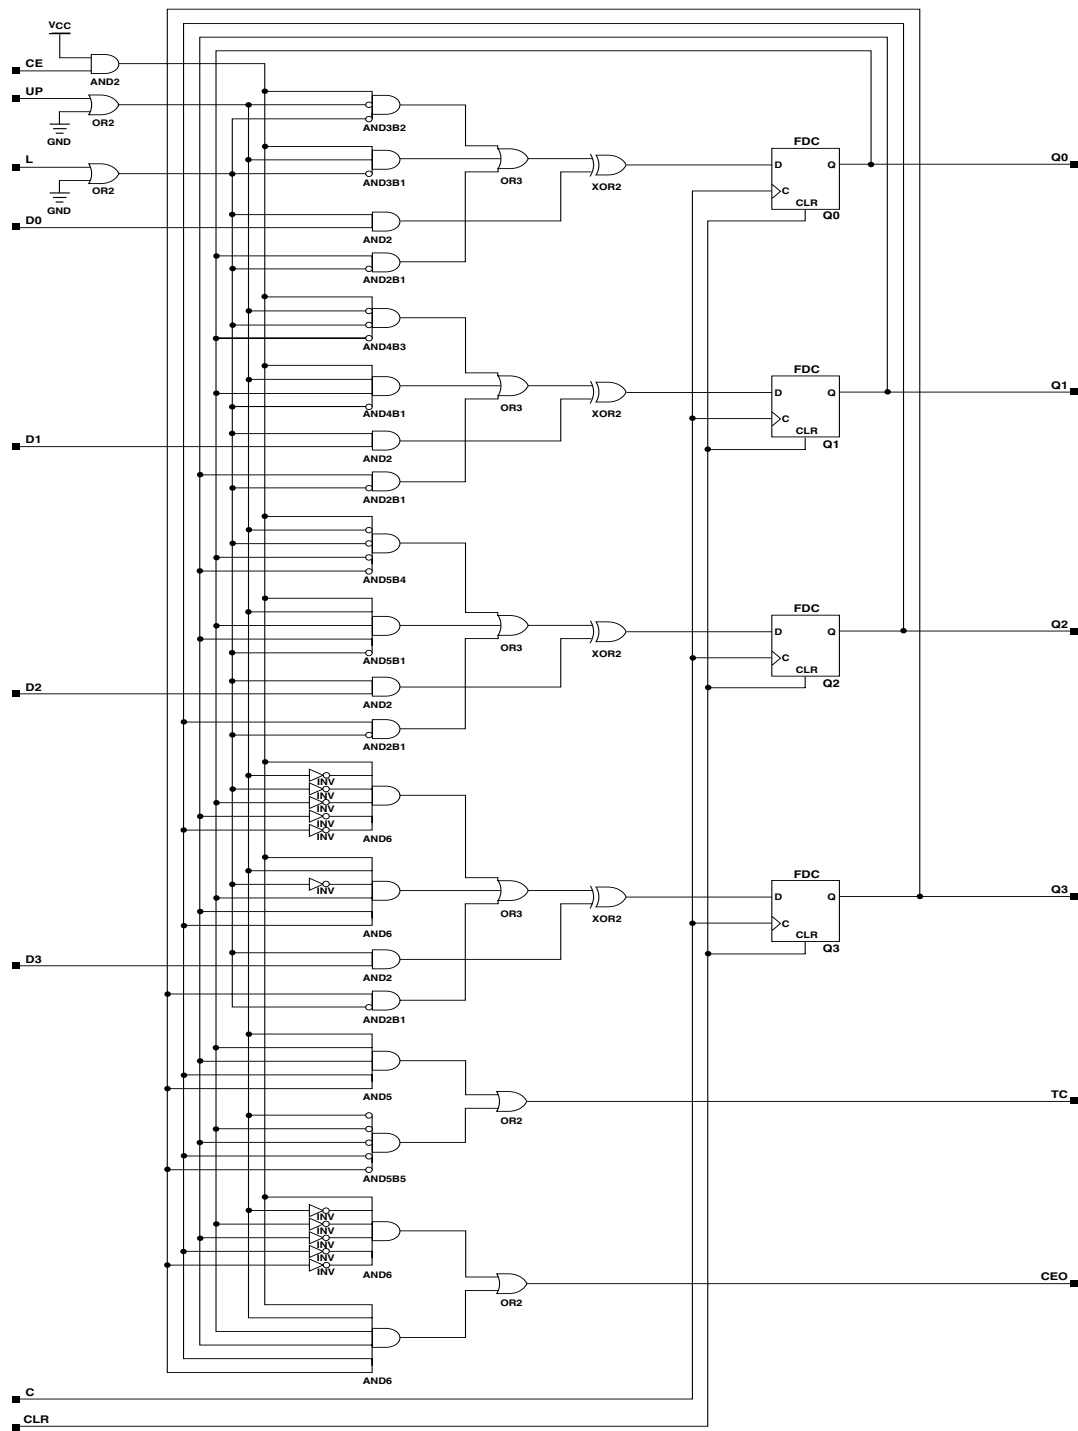 VCC
CE
AND2
UP
OR2
GND
L
OR2
GND
D0
AND3B2
AND3B1
AND2
AND2B1
OR3
XOR2
FDC
D
Q
C
CLR
Q0
Q0
AND4B3
AND4B1
D1
AND2
AND2B1
OR3
XOR2
FDC
D
Q
C
CLR
Q1
Q1
AND5B4
AND5B1
D2
AND2
AND2B1
OR3
XOR2
FDC
D
Q
C
CLR
Q2
Q2
INV
INV
INV
INV
INV
AND6
INV
AND6
D3
AND2
AND2B1
OR3
XOR2
FDC
D
Q
C
CLR
Q3
Q3
AND5
AND5B5
OR2
TC
INV
INV
INV
INV
INV
AND6
OR2
CEO
AND6
C
CLR